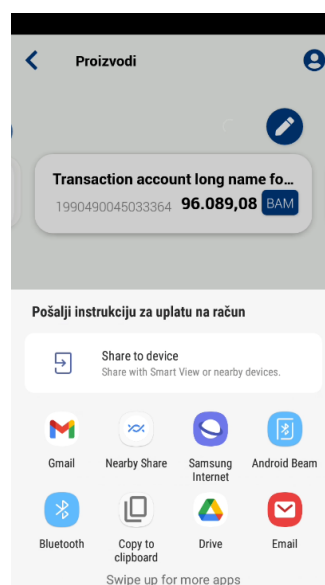 Proizvodi
Transaction account long name fo...
1990490045033364 96.089,08 BAM
Pošalji instrukciju za uplatu na račun
Share to device
Share with Smart View or nearby devices.
Gmail
Nearby Share
Samsung
Internet
Android Beam
Bluetooth
Copy to
clipboard
Drive
Email
Swipe up for more apps